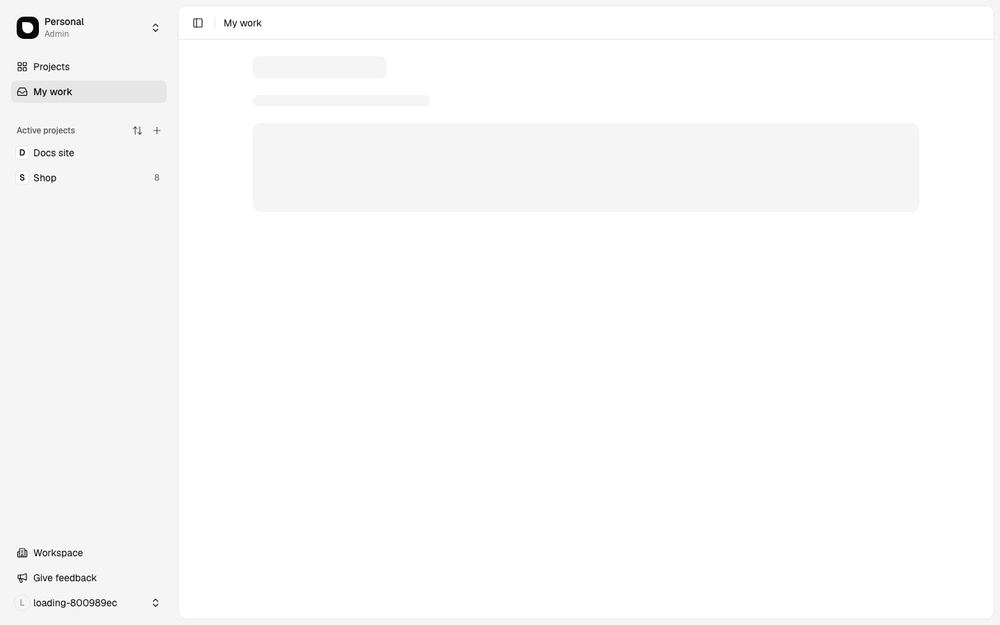 Personal
Admin
Projects
My work
Active projects
D Docs site
S Shop 8
Workspace
Give feedback
L loading-800989ec
My work